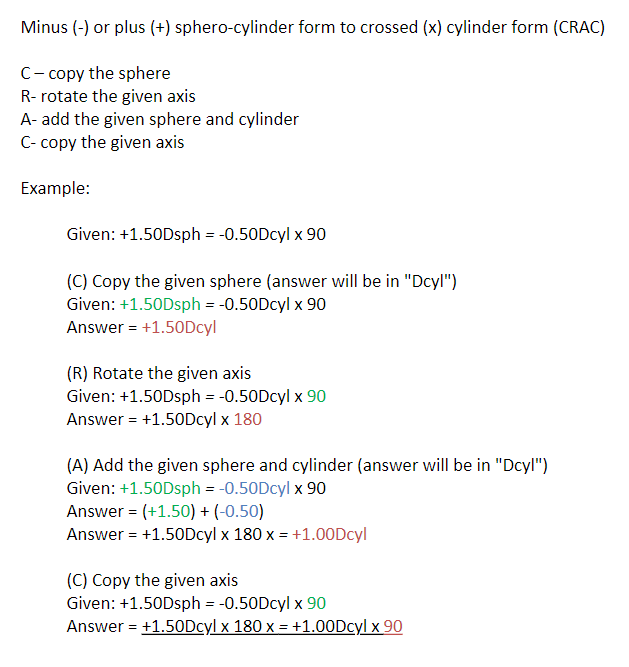 Minus (-) or plus (+) sphero-cylinder form to crossed (x) cylinder form (CRAC)
C – copy the sphere
R- rotate the given axis
A- add the given sphere and cylinder
C- copy the given axis
Example:
Given: +1.50Dsph = -0.50Dcyl x 90
(C) Copy the given sphere (answer will be in "Dcyl")
Given: +1.50Dsph = -0.50Dcyl x 90
Answer = +1.50Dcyl
(R) Rotate the given axis
Given: +1.50Dsph = -0.50Dcyl x 90
Answer = +1.50Dcyl x 180
(A) Add the given sphere and cylinder (answer will be in "Dcyl")
Given: +1.50Dsph = -0.50Dcyl x 90
Answer = (+1.50) + (-0.50)
Answer = +1.50Dcyl x 180 x = +1.00Dcyl
(C) Copy the given axis
Given: +1.50Dsph = -0.50Dcyl x 90
Answer = +1.50Dcyl x 180 x = +1.00Dcyl x 90